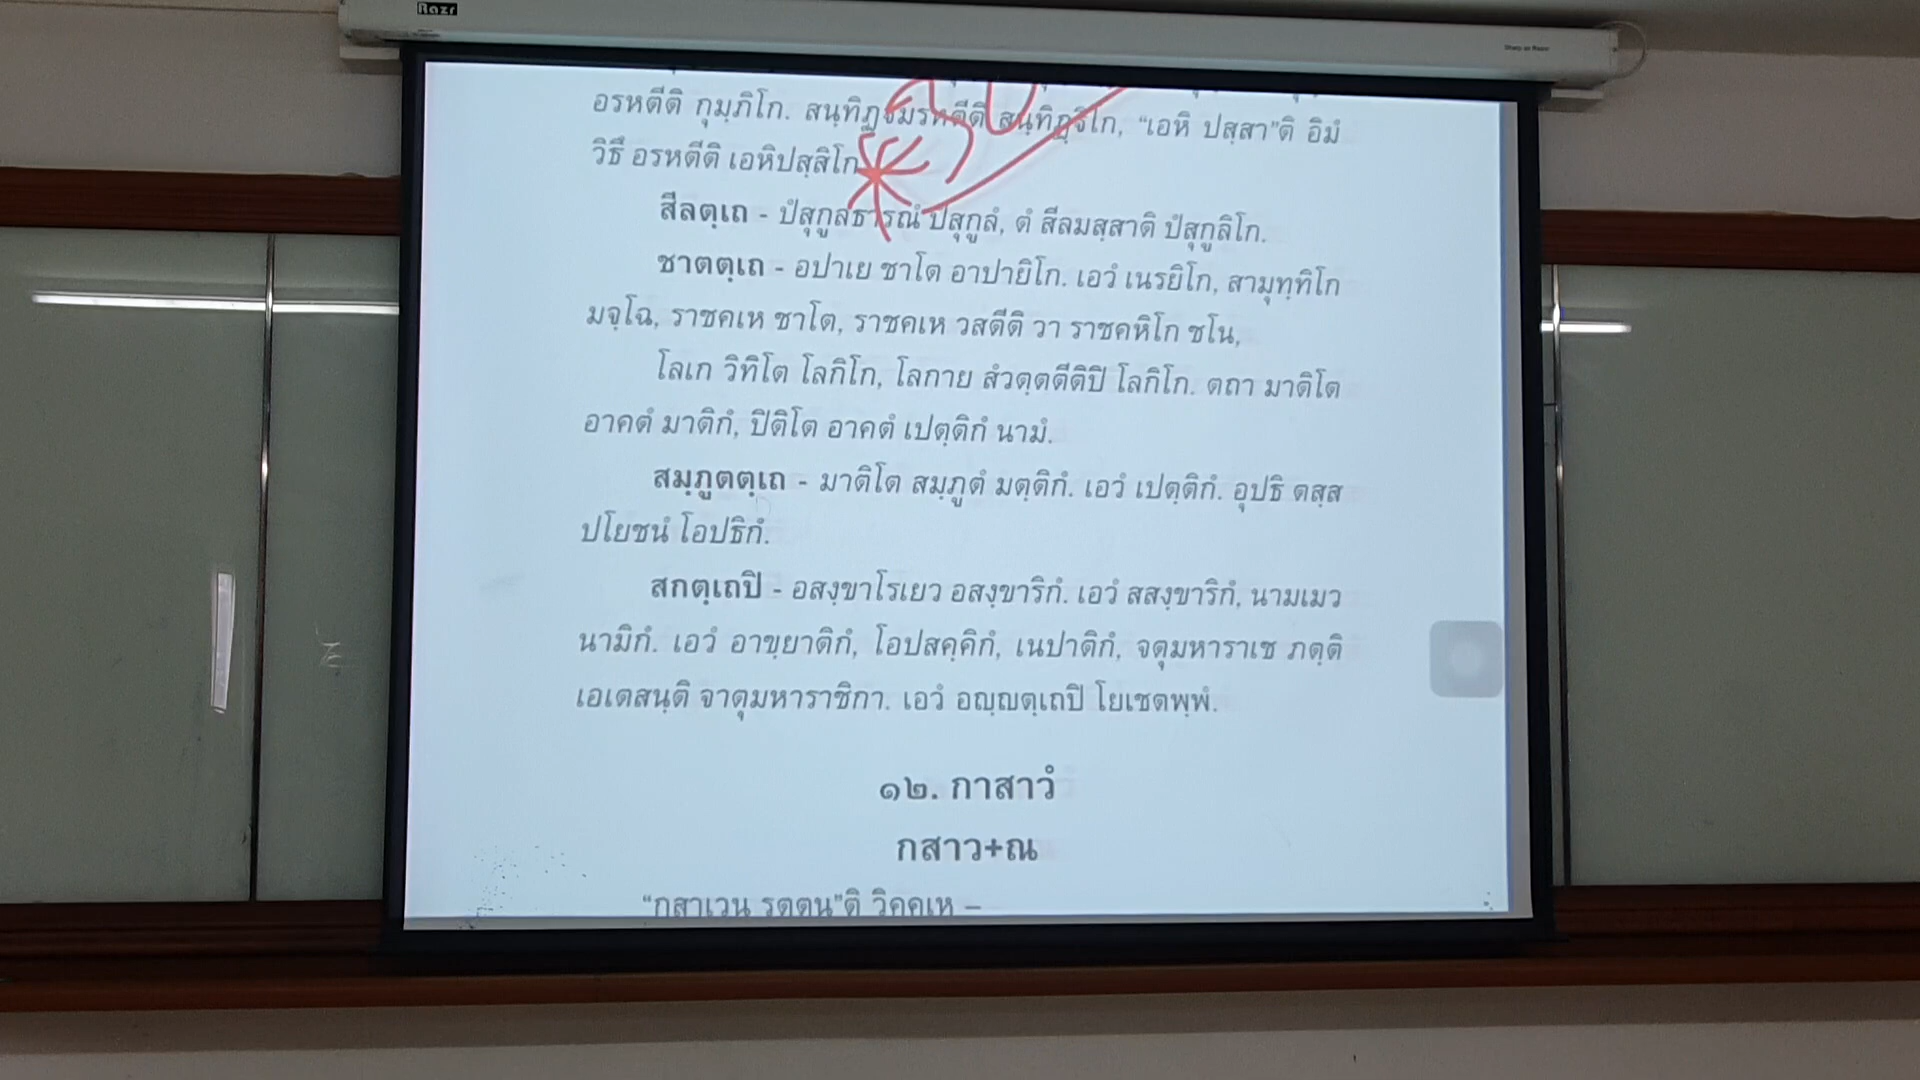 Razr
อรหตีติ กุมฺภิโก. สนฺทิฏฺฐมรหตีติ สนฺทิฏฺฐิโก, “เอหิ ปสฺสา”ติ อิมํ
วิธึ อรหตีติ เอหิปสฺสิโก
สีลตฺเถ - ปํสุกูลธารณํ ปํสุกูลํ, ตํ สีลมสฺสาติ ปํสุกูลิโก.
ชาตตฺเถ - อปาเย ชาโต อาปายิโก. เอวํ เนรยิโก, สามุทฺทิโก
มจฺโฉ, ราชคเห ชาโต, ราชคเห วสตีติ วา ราชคหิโก ชโน,
โลเก วิทิโต โลกิโก, โลกาย สํวตฺตตีติปิ โลกิโก. ตถา มาติโต
อาคตํ มาติกํ, ปิติโต อาคตํ เปตฺติกํ นามํ.
สมฺภูตตฺเถ - มาติโต สมฺภูตํ มตฺติกํ. เอวํ เปตฺติกํ. อุปธิ ตสฺส
ปโยชนํ โอปธิกํ.
สกตฺเถปิ - อสงฺขาโรเยว อสงฺขาริกํ. เอวํ สสงฺขาริกํ, นามเมว
นามิกํ. เอวํ อาขฺยาติกํ, โอปสคฺคิกํ, เนปาติกํ, จตุมหาราเช ภตฺติ
เอเตสนฺติ จาตุมหาราชิกา. เอวํ อญฺญตฺเถปิ โยเชตพฺพํ.
๑๒. กาสาวํ
กสาว+ณ
“กสาเวน รตฺตน”ติ วิคฺคเห –